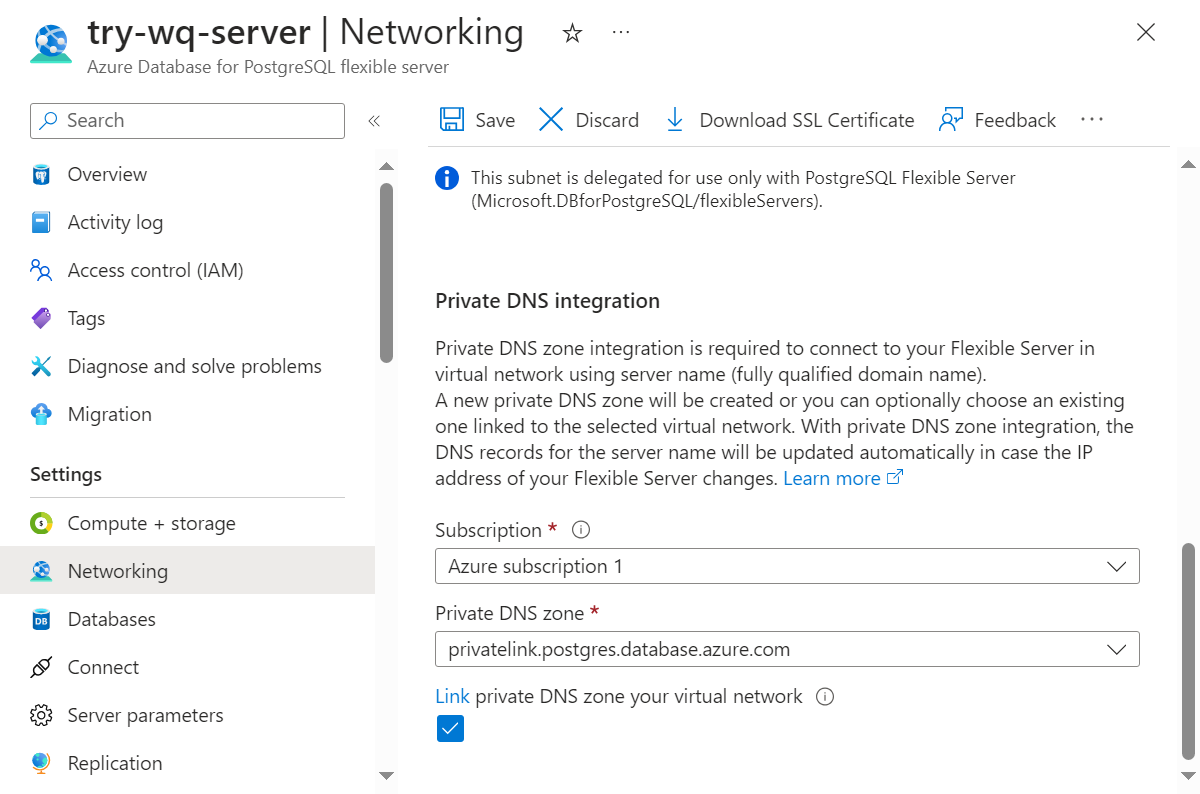 try-wq-server | Networking
Azure Database for PostgreSQL flexible server
Search
Overview
Activity log
Access control (IAM)
Tags
Diagnose and solve problems
Migration
Settings
Compute + storage
Networking
DB
Databases
Connect
Server parameters
Replication
Save
Discard
Download SSL Certificate
Feedback
This subnet is delegated for use only with PostgreSQL Flexible Server
(Microsoft.DBforPostgreSQL/flexibleServers).
Private DNS integration
Private DNS zone integration is required to connect to your Flexible Server in
virtual network using server name (fully qualified domain name).
A new private DNS zone will be created or you can optionally choose an existing
one linked to the selected virtual network. With private DNS zone integration, the
DNS records for the server name will be updated automatically in case the IP
address of your Flexible Server changes. Learn more
Subscription *
Azure subscription 1
Private DNS zone *
privatelink.postgres.database.azure.com
Link private DNS zone your virtual network